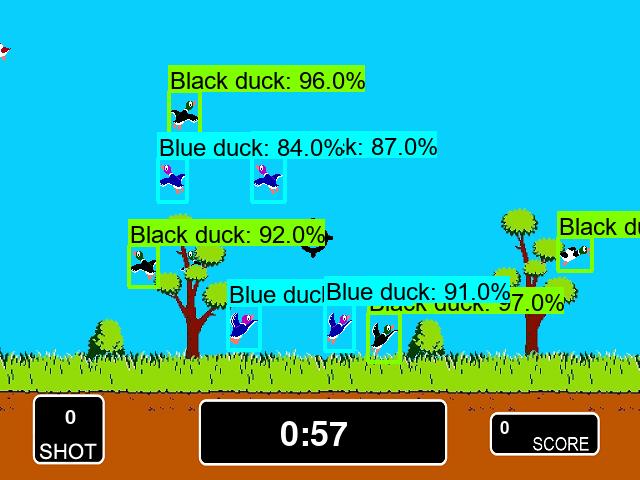 Black duck: 96.0%
Blue duck: 84.0%
k: 87.0%
Black duck: 92.0%
Black du
Blue duc
Blue duck: 91.0%
Black duck: 97.0%
0
SHOT
0:57
0
SCORE